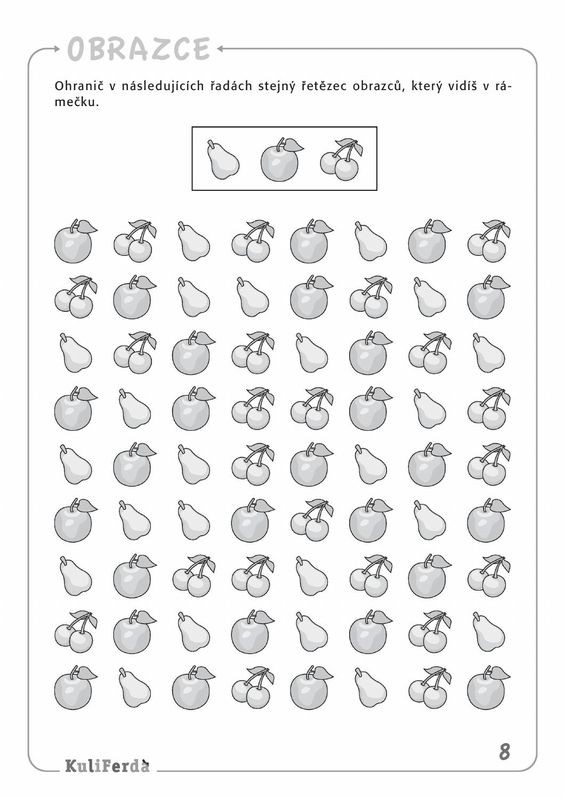 OBRAZCE
Ohranič v následujících řadách stejný řetězec obrazců, který vidíš v rá-
mečku.
8
KuliFerda